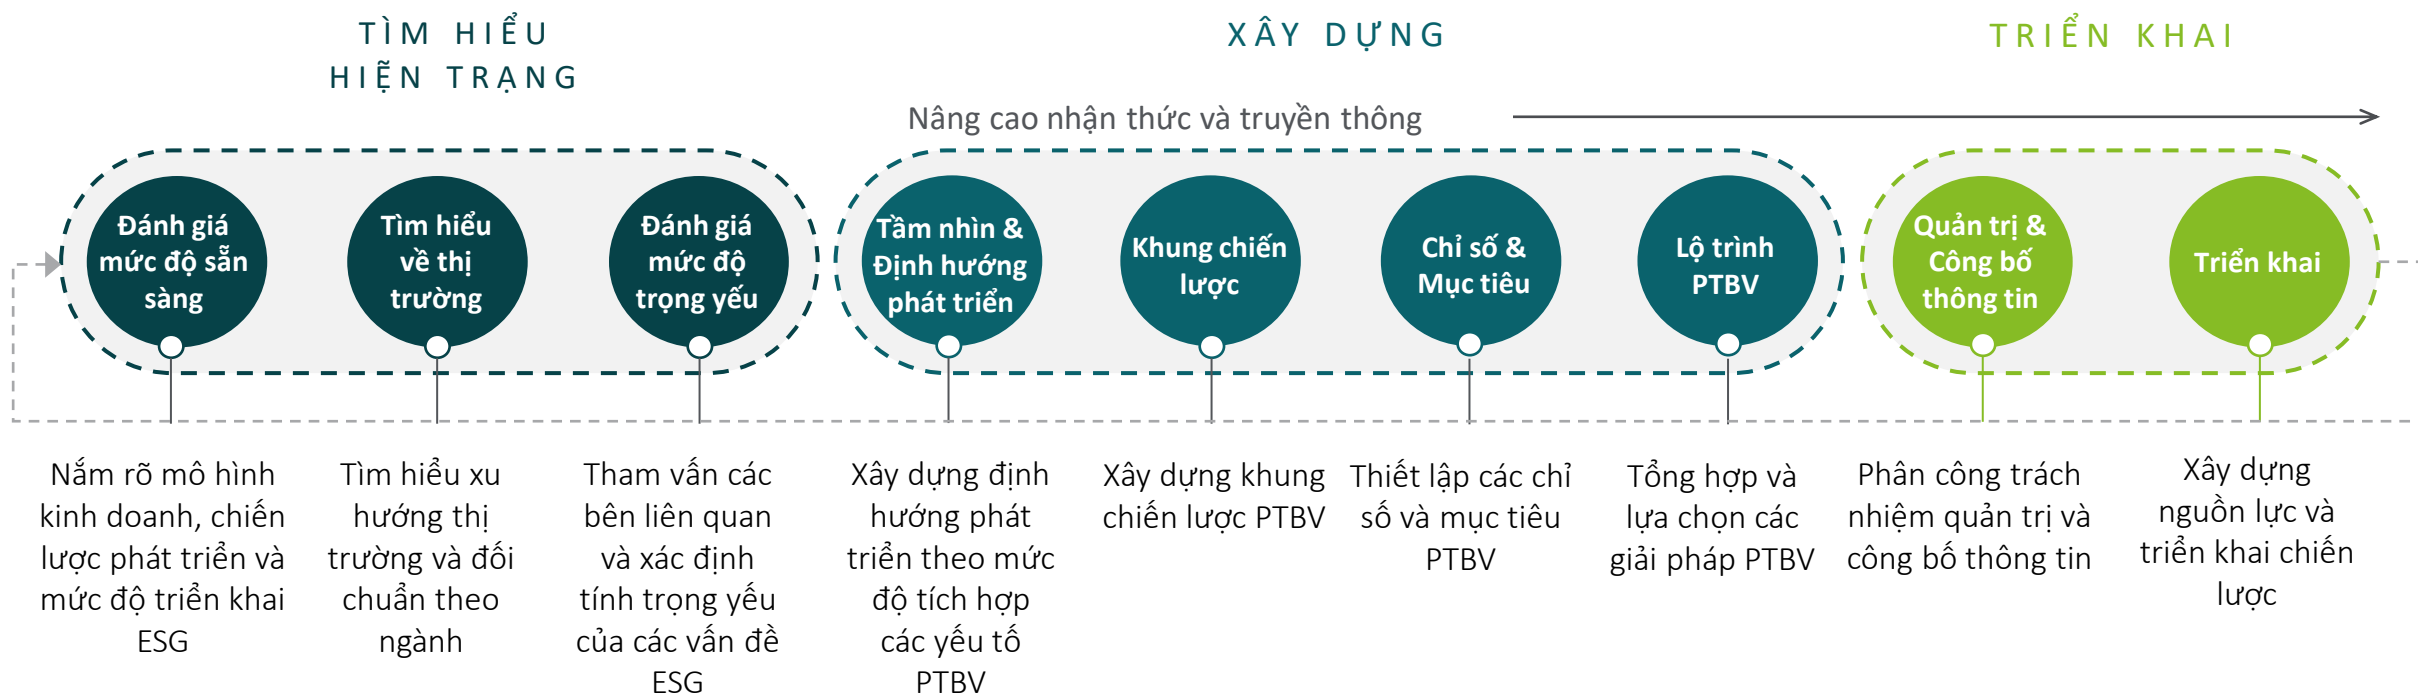 TÌM HIỂU
HIỆN TRẠNG
XÂY DỰNG
TRIỂN KHAI
Nâng cao nhận thức và truyền thông
Đánh giá
mức độ sẵn
sàng
Tìm hiểu
về thị
trường
Đánh giá
mức độ
trọng yếu
Tầm nhìn &
Định hướng
phát triển
Khung chiến
lược
Chỉ số &
Mục tiêu
Lộ trình
PTBV
Quản trị &
Công bố
thông tin
Triển khai
Nắm rõ mô hình
kinh doanh, chiến
lược phát triển và
mức độ triển khai
ESG
Tìm hiểu xu
hướng thị
trường và đối
chuẩn theo
ngành
Tham vấn các
bên liên quan
và xác định
tính trọng yếu
của các vấn đề
ESG
Xây dựng định
hướng phát
triển theo mức
độ tích hợp
các yếu tố
PTBV
Xây dựng khung
chiến lược PTBV
Thiết lập các chỉ
số và mục tiêu
PTBV
Tổng hợp và
lựa chọn các
giải pháp PTBV
Phân công trách
nhiệm quản trị và
công bố thông tin
Xây dựng
nguồn lực và
triển khai chiến
lược